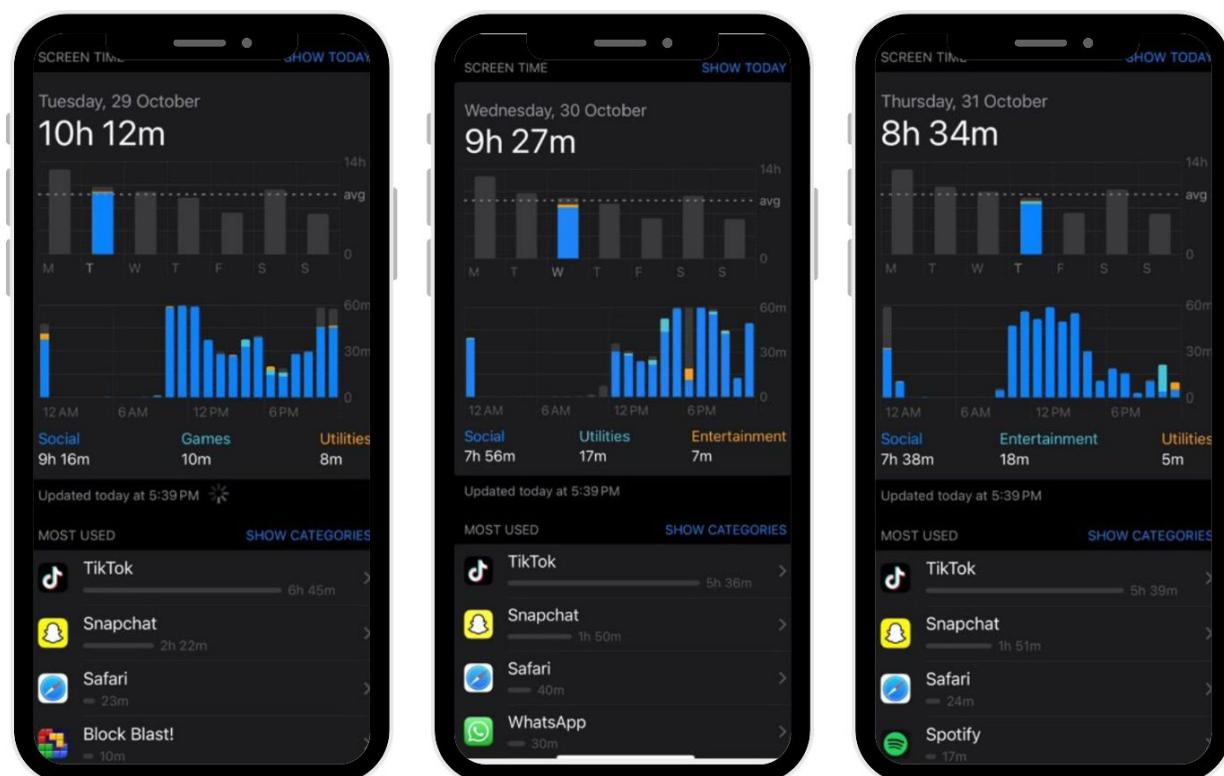 SCREEN TIME SHOW TODAY
Tuesday, 29 October
10h 12m
14h
avg
0
M T W T F S S
60m
30m
0
12 AM 6 AM 12 PM 6 PM
Social Games Utilities
9h 16m 10m 8m
Updated today at 5:39 PM
MOST USED SHOW CATEGORIES
TikTok
6h 45m
Snapchat
2h 22m
Safari
23m
Block Blast!
10m
SCREEN TIME SHOW TODAY
Wednesday, 30 October
9h 27m
14h
avg
0
M T W T F S S
60m
30m
0
12 AM 6 AM 12 PM 6 PM
Social Utilities Entertainment
7h 56m 17m 7m
Updated today at 5:39 PM
MOST USED SHOW CATEGORIES
TikTok
5h 36m
Snapchat
1h 50m
Safari
40m
WhatsApp
30m
SCREEN TIME SHOW TODAY
Thursday, 31 October
8h 34m
14h
avg
0
M T W T F S S
60m
30m
0
12 AM 6 AM 12 PM 6 PM
Social Entertainment Utilities
7h 38m 18m 5m
Updated today at 5:39 PM
MOST USED SHOW CATEGORIES
TikTok
5h 39m
Snapchat
1h 51m
Safari
24m
Spotify
17m